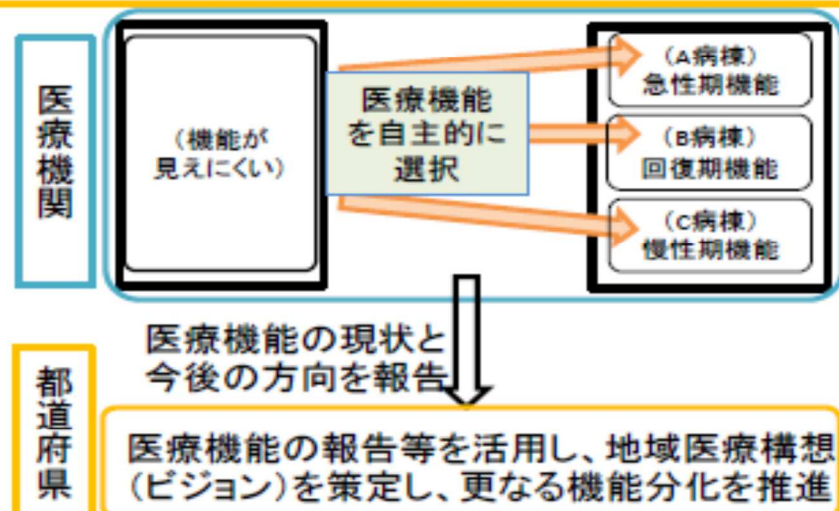 医療機関
（機能が
見えにくい）
医療機能
を自主的に
選択
（A病棟）
急性期機能
（B病棟）
回復期機能
（C病棟）
慢性期機能
医療機能の現状と
今後の方向を報告
都道府県
医療機能の報告等を活用し、地域医療構想
（ビジョン）を策定し、更なる機能分化を推進